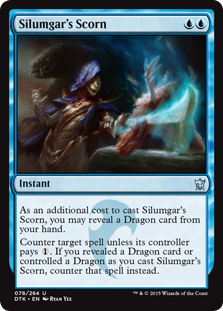 Silumgar's Scorn
Instant
As an additional cost to cast Silumgar's
Scorn, you may reveal a Dragon card from
your hand.
Counter target spell unless its controller
pays 1. If you revealed a Dragon card or
controlled a Dragon as you cast Silumgar's
Scorn, counter that spell instead.
078/264 U
DTK • EN Ryan Yee
™ & © 2015 Wizards of the Coast